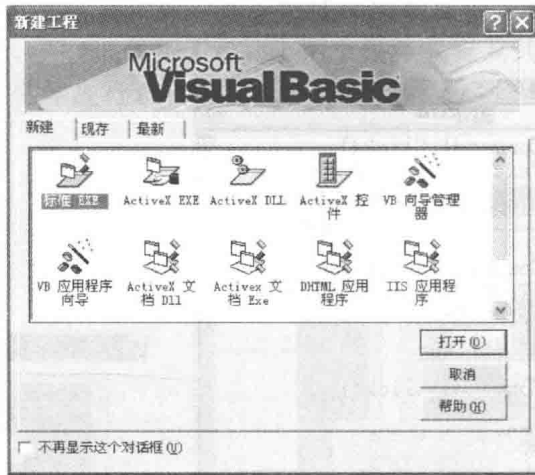 新建工程
Microsoft
Visual Basic
新建 现存 最新
标准 EXE ActiveX EXE ActiveX DLL ActiveX 控件 VB 向导管理器
VB 应用程序向导 ActiveX 文档 Dll Activex 文档 Exe DHTML 应用程序 IIS 应用程序
打开(O)
取消
帮助(H)
不再显示这个对话框(V)